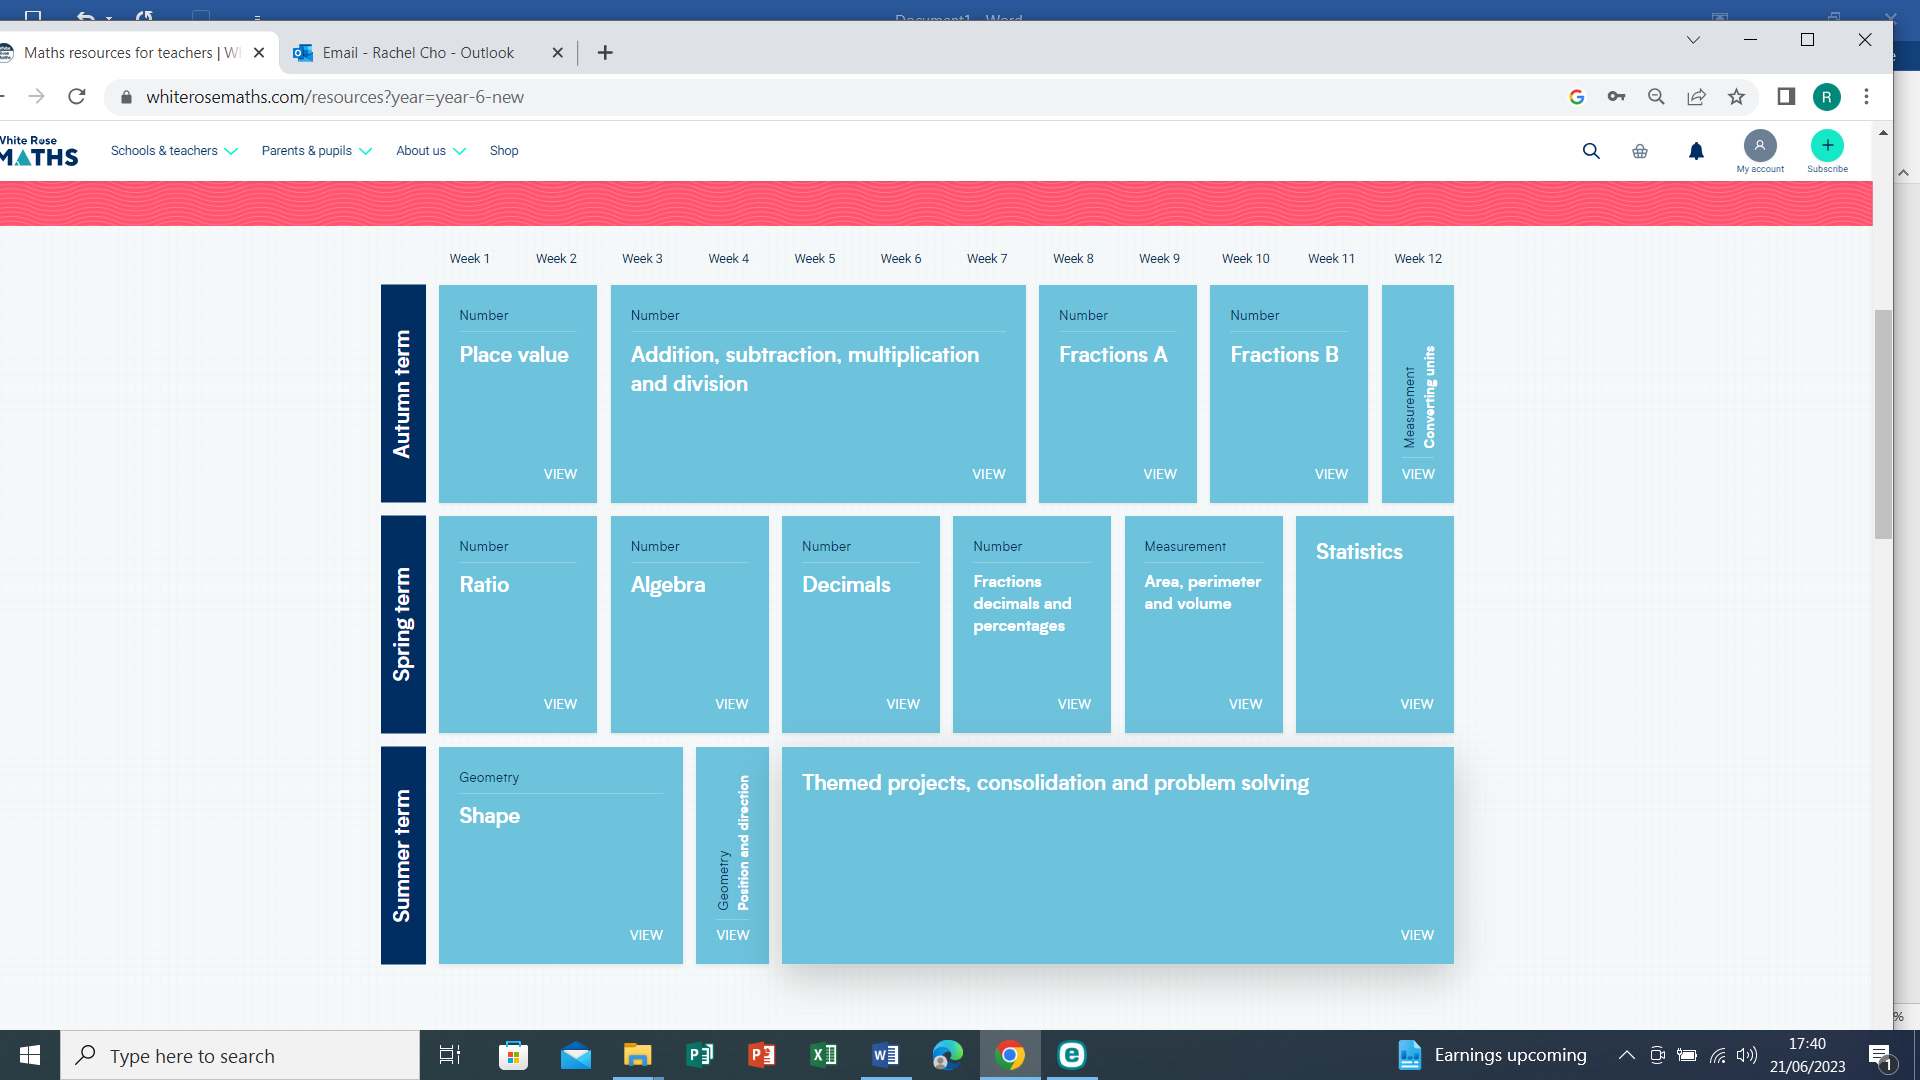 Document1 - Word
Maths resources for teachers | W
Email - Rachel Cho - Outlook
whiterosemaths.com/resources?year=year-6-new
R
White Rose
MATHS
Schools & teachers
Parents & pupils
About us
Shop
My account
Subscribe
Week 1 Week 2 Week 3 Week 4 Week 5 Week 6 Week 7 Week 8 Week 9 Week 10 Week 11 Week 12
Autumn term
Number
Place value
VIEW
Number
Addition, subtraction, multiplication
and division
VIEW
Number
Fractions A
VIEW
Number
Fractions B
VIEW
Measurement
Converting units
VIEW
Spring term
Number
Ratio
VIEW
Number
Algebra
VIEW
Number
Decimals
VIEW
Number
Fractions
decimals and
percentages
VIEW
Measurement
Area, perimeter
and volume
VIEW
Statistics
VIEW
Summer term
Geometry
Shape
VIEW
Geometry
Position and direction
VIEW
Themed projects, consolidation and problem solving
VIEW
%
Type here to search
Earnings upcoming
17:40
21/06/2023
1